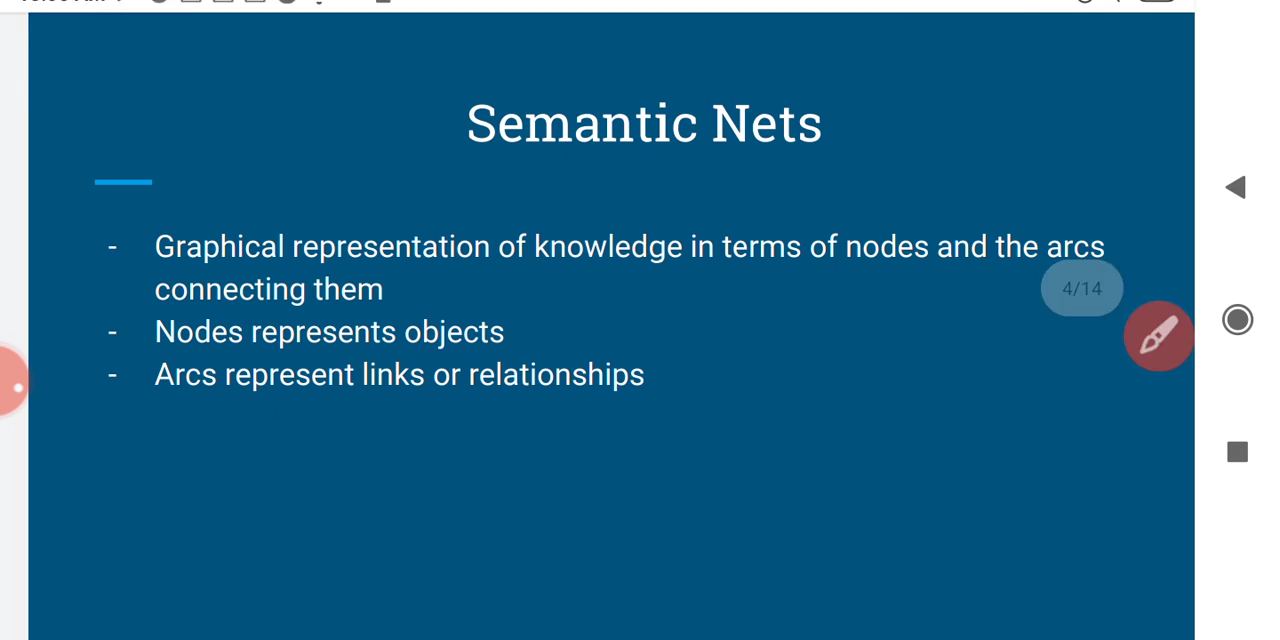 Semantic Nets
- Graphical representation of knowledge in terms of nodes and the arcs
connecting them
4/14
- Nodes represents objects
- Arcs represent links or relationships